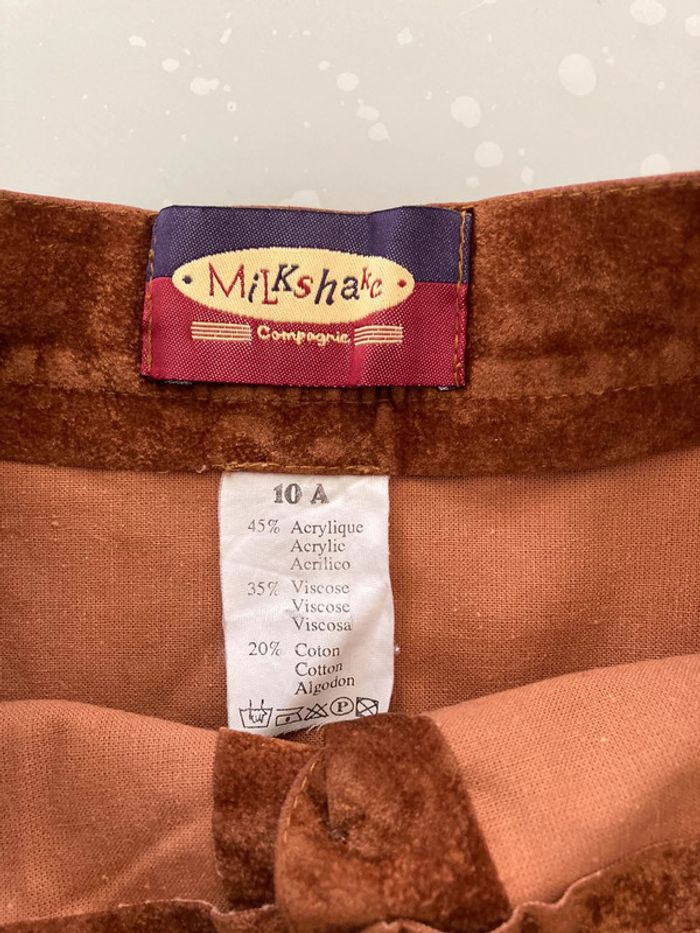 MiLKshake
Compagnie
10 A
45% Acrylique
Acrylic
Acrilico
35% Viscose
Viscose
Viscosa
20% Coton
Cotton
Algodon
P